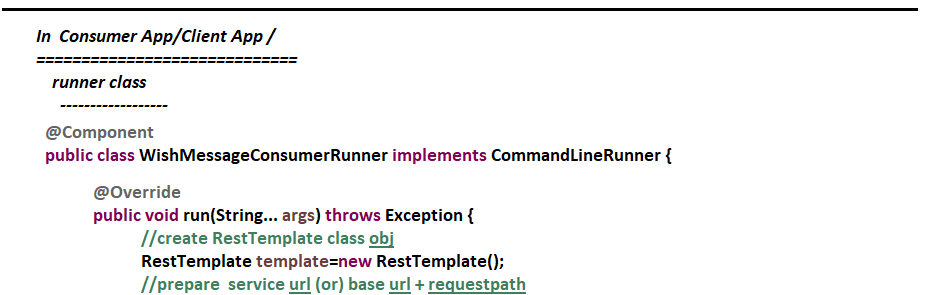 In Consumer App/Client App /
=============================
runner class
------------------
@Component
public class WishMessageConsumerRunner implements CommandLineRunner {
@Override
public void run(String... args) throws Exception {
//create RestTemplate class obj
RestTemplate template=new RestTemplate();
//prepare service url (or) base url + requestpath